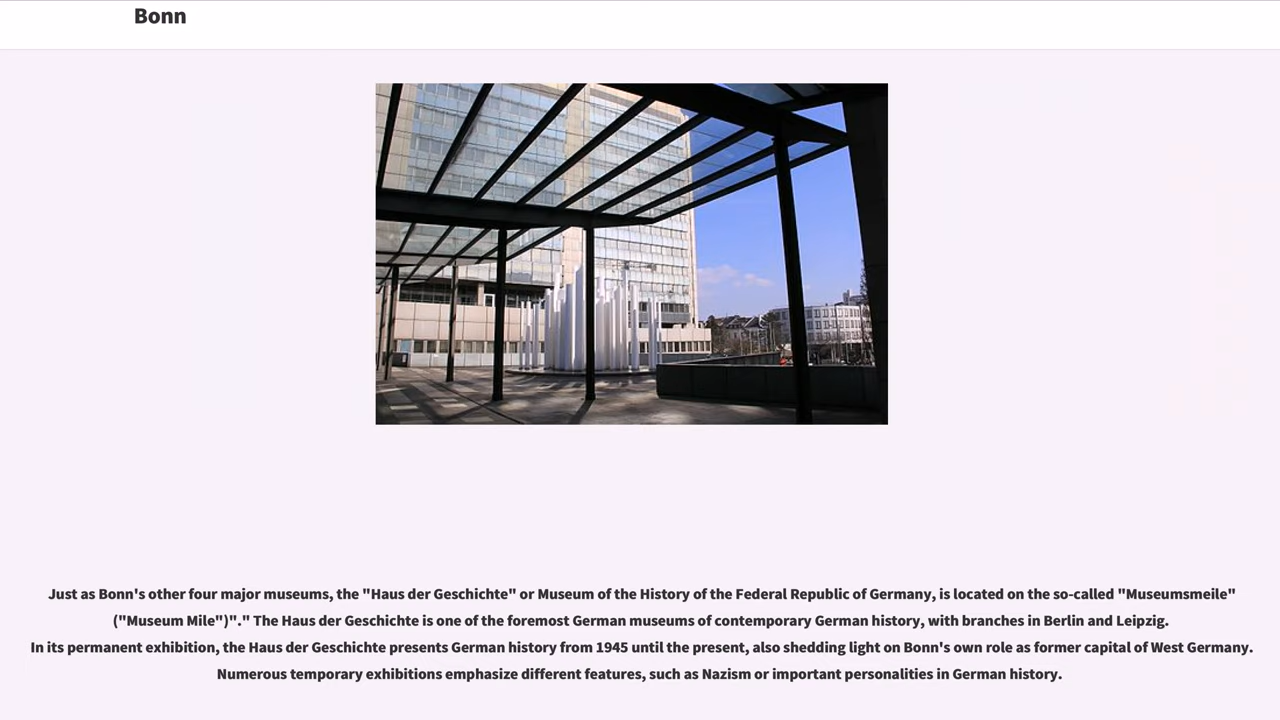 Bonn
Just as Bonn's other four major museums, the "Haus der Geschichte" or Museum of the History of the Federal Republic of Germany, is located on the so-called "Museumsmeile"
("Museum Mile")"." The Haus der Geschichte is one of the foremost German museums of contemporary German history, with branches in Berlin and Leipzig.
In its permanent exhibition, the Haus der Geschichte presents German history from 1945 until the present, also shedding light on Bonn's own role as former capital of West Germany.
Numerous temporary exhibitions emphasize different features, such as Nazism or important personalities in German history.